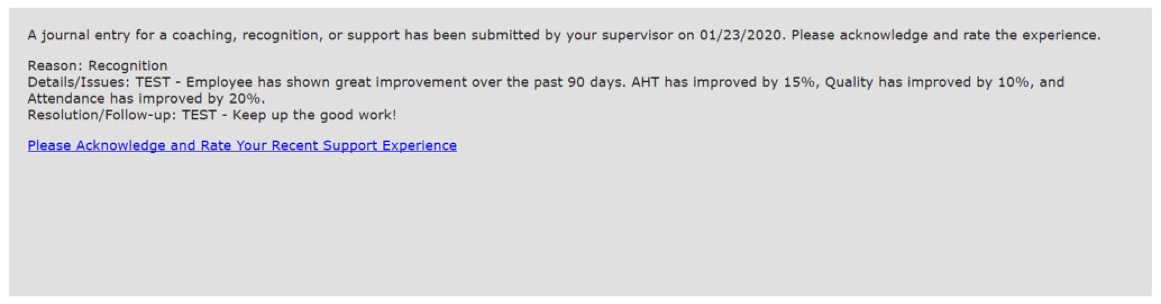 A journal entry for a coaching, recognition, or support has been submitted by your supervisor on 01/23/2020. Please acknowledge and rate the experience.
Reason: Recognition
Details/Issues: TEST - Employee has shown great improvement over the past 90 days. AHT has improved by 15%, Quality has improved by 10%, and
Attendance has improved by 20%.
Resolution/Follow-up: TEST - Keep up the good work!
Please Acknowledge and Rate Your Recent Support Experience